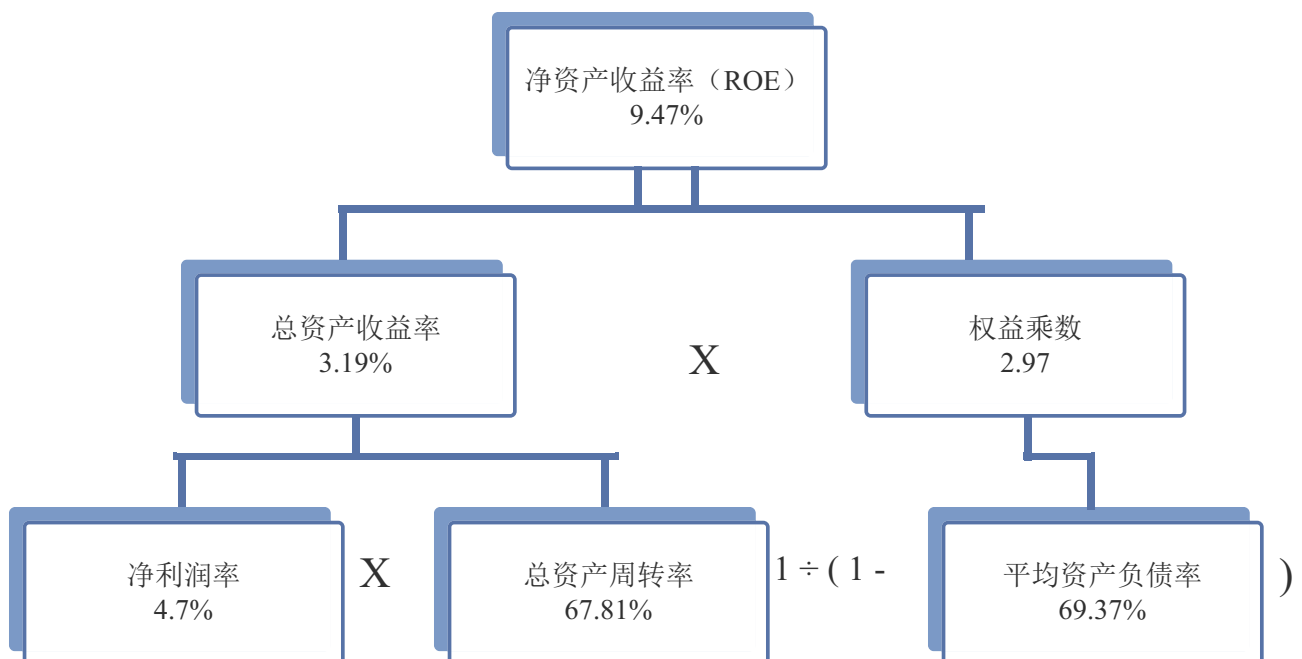 净资产收益率（ROE）
9.47%
总资产收益率
3.19%
X
权益乘数
2.97
净利润率
4.7%
X
总资产周转率
67.81%
1 ÷ ( 1 -
平均资产负债率
69.37%
)